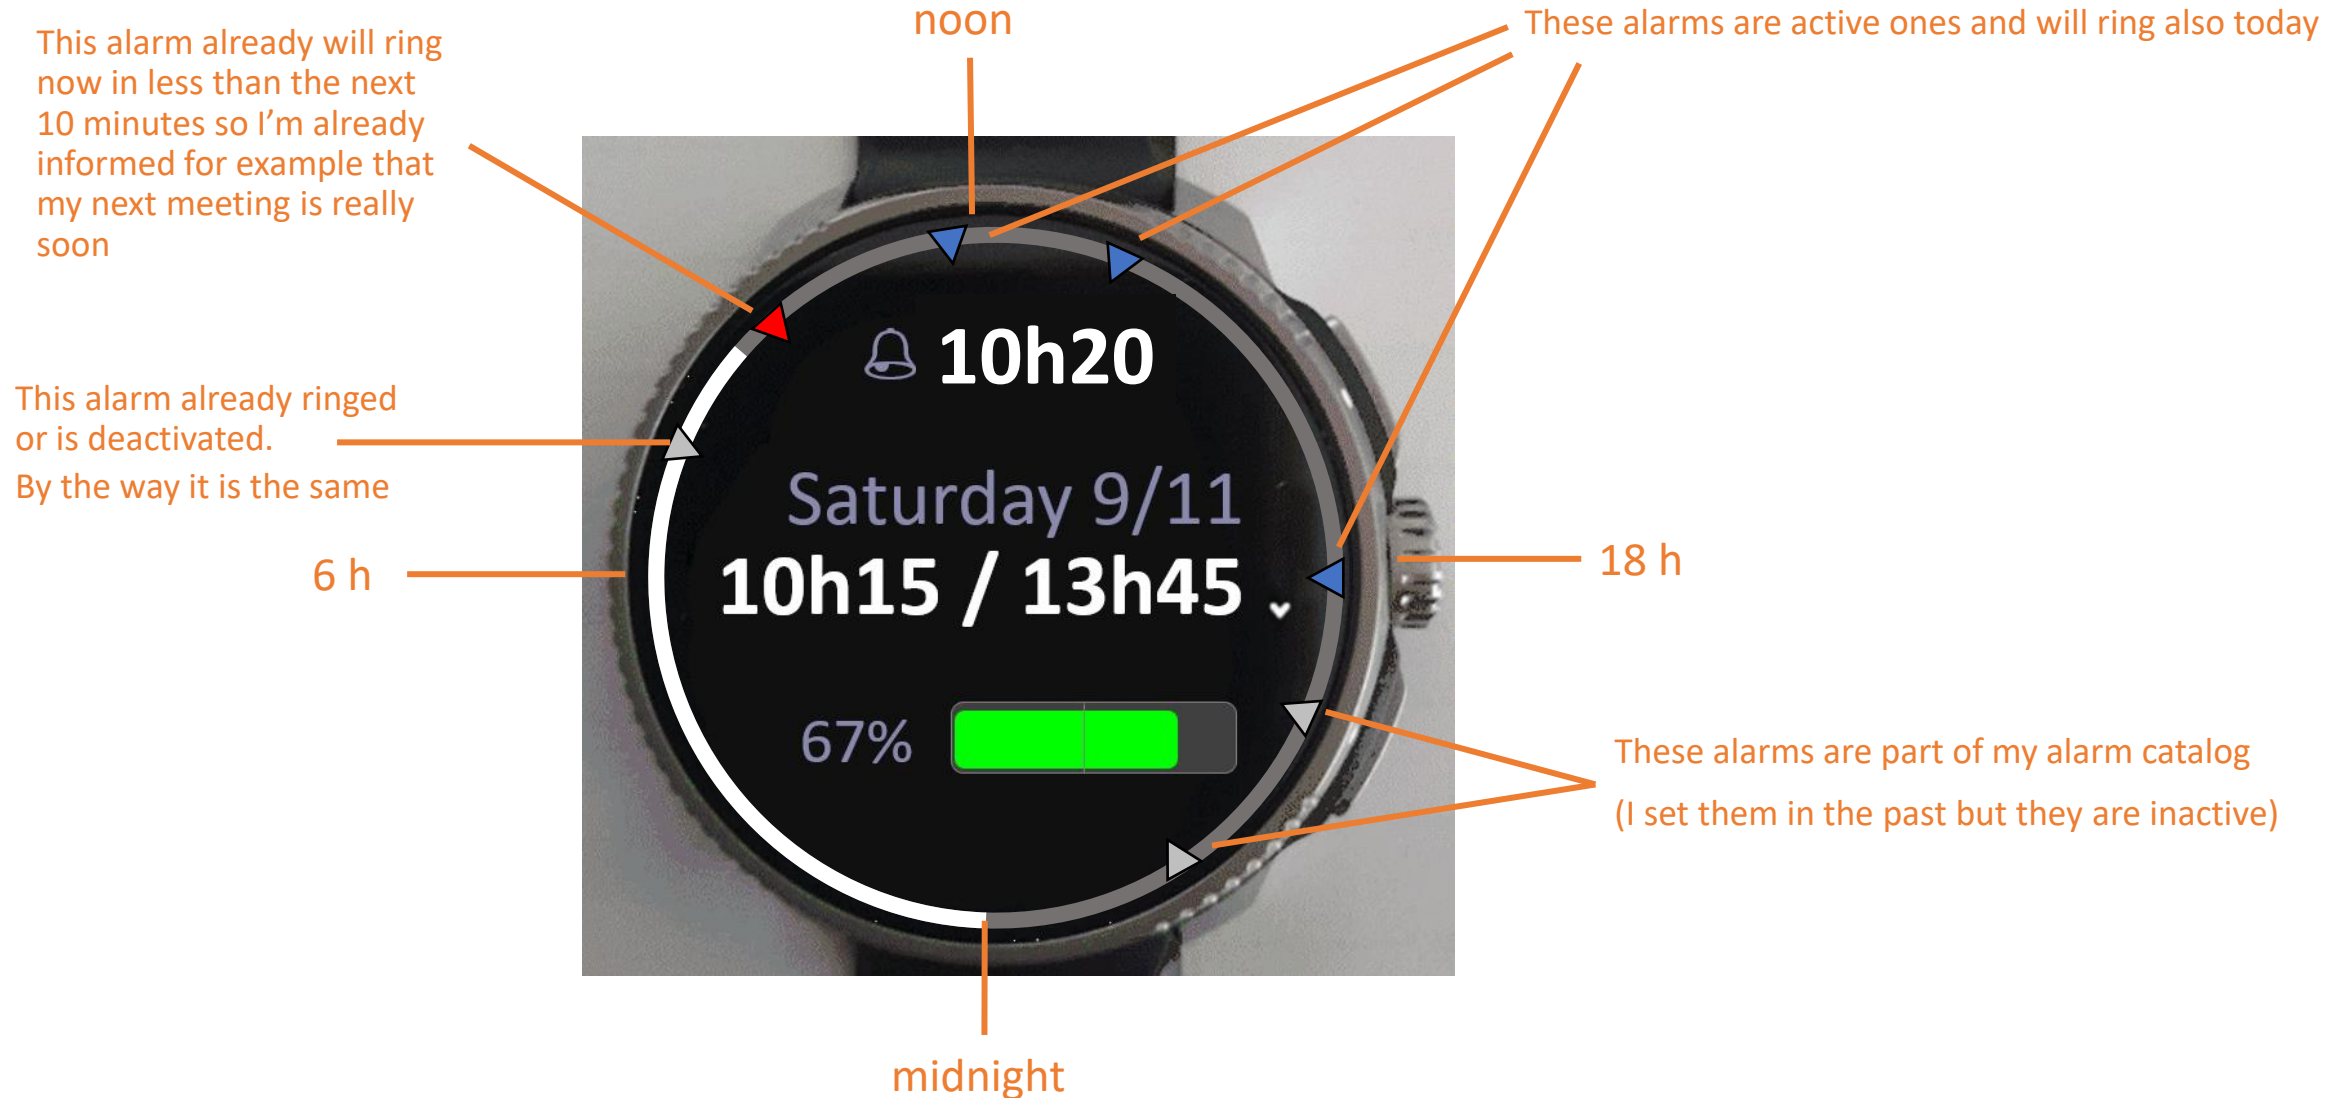 noon
These alarms are active ones and will ring also today
This alarm already will ring
now in less than the next
10 minutes so I’m already
informed for example that
my next meeting is really
soon
10h20
This alarm already ringed
or is deactivated.
By the way it is the same
Saturday 9/11
10h15 / 13h45
6 h
18 h
67%
These alarms are part of my alarm catalog
(I set them in the past but they are inactive)
midnight